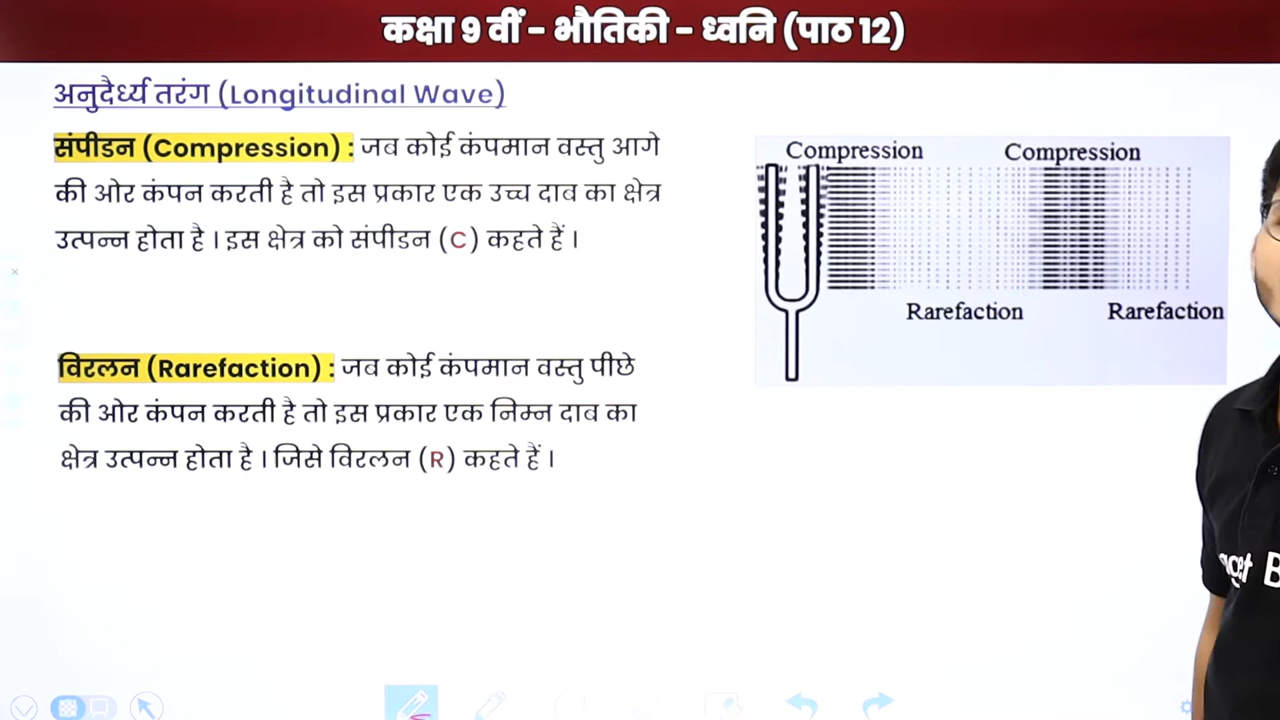 कक्षा 9 वीं - भौतिकी - ध्वनि (पाठ 12)
अनुदैर्ध्य तरंग (Longitudinal Wave)
संपीडन (Compression) : जब कोई कंपमान वस्तु आगे
की ओर कंपन करती है तो इस प्रकार एक उच्च दाब का क्षेत्र
उत्पन्न होता है । इस क्षेत्र को संपीडन (C) कहते हैं ।
विरलन (Rarefaction) : जब कोई कंपमान वस्तु पीछे
की ओर कंपन करती है तो इस प्रकार एक निम्न दाब का
क्षेत्र उत्पन्न होता है । जिसे विरलन (R) कहते हैं ।
Compression Compression
Rarefaction Rarefaction